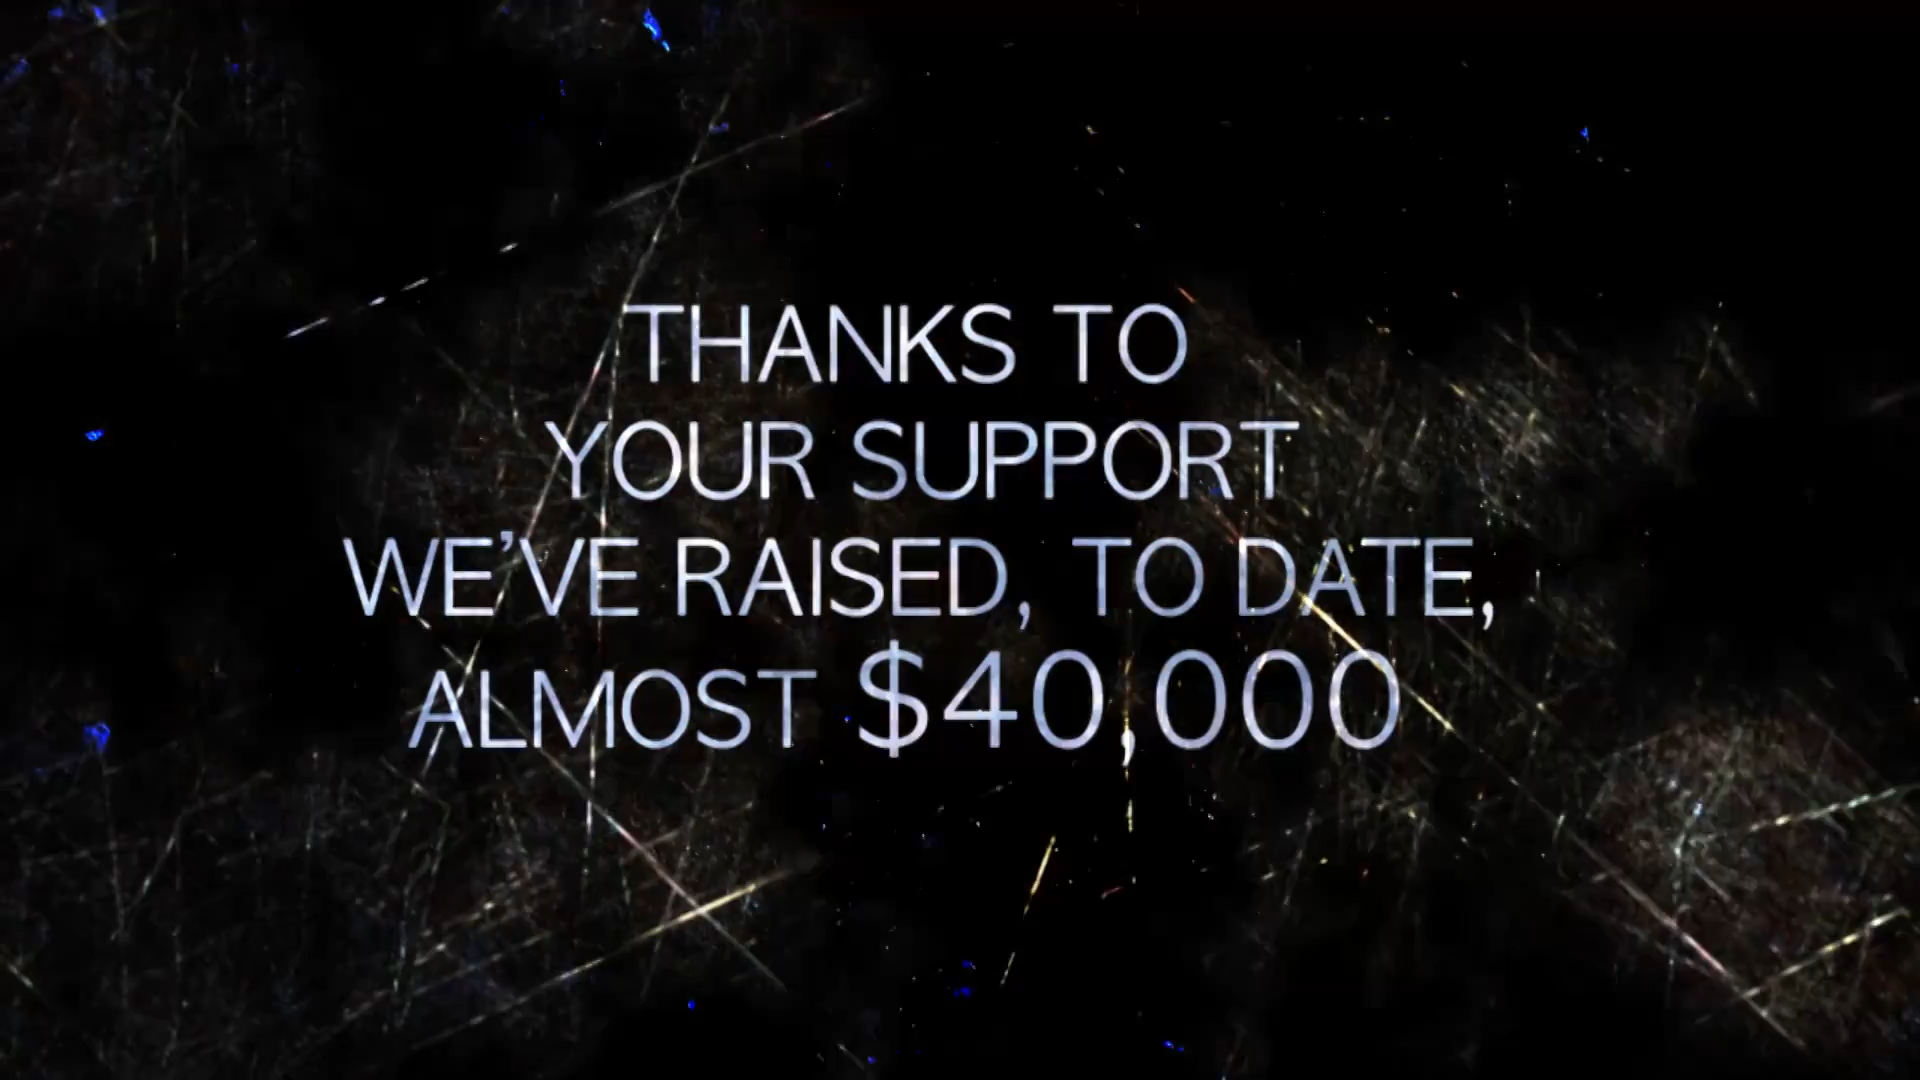 THANKS TO
YOUR SUPPORT
WE'VE RAISED, TO DATE,
ALMOST $40,000